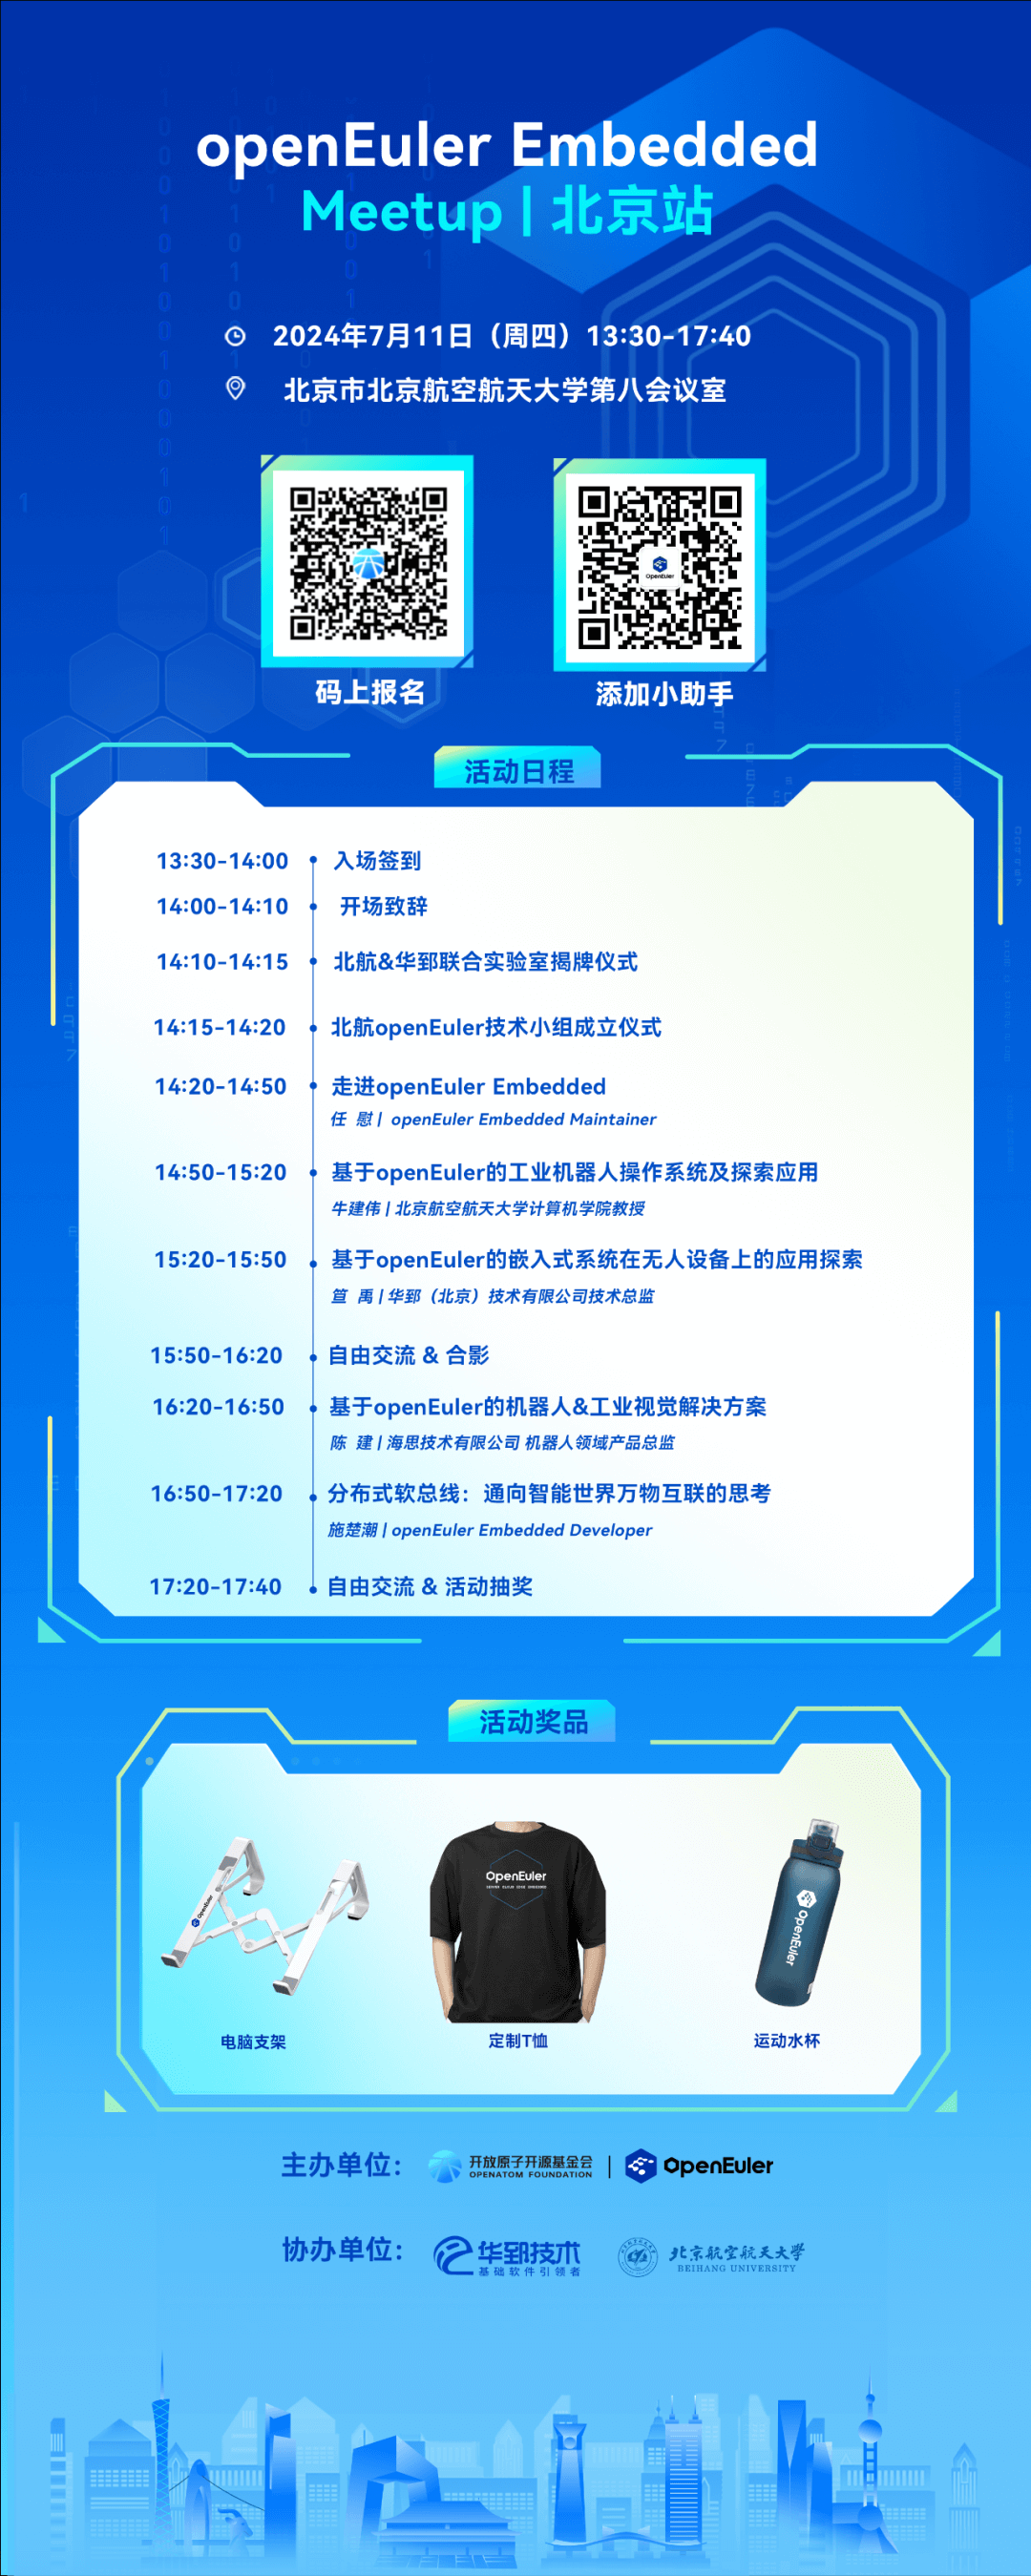 openEuler Embedded
Meetup | 北京站
2024年7月11日（周四）13:30-17:40
北京市北京航空航天大学第八会议室
OpenEuler
码上报名
添加小助手
活动日程
13:30-14:00 入场签到
14:00-14:10 开场致辞
14:10-14:15 北航&华郅联合实验室揭牌仪式
14:15-14:20 北航openEuler技术小组成立仪式
14:20-14:50 走进openEuler Embedded
任 慰 | openEuler Embedded Maintainer
14:50-15:20 基于openEuler的工业机器人操作系统及探索应用
牛建伟 | 北京航空航天大学计算机学院教授
15:20-15:50 基于openEuler的嵌入式系统在无人设备上的应用探索
笪 禹 | 华郅（北京）技术有限公司技术总监
15:50-16:20 自由交流 & 合影
16:20-16:50 基于openEuler的机器人&工业视觉解决方案
陈 建 | 海思技术有限公司 机器人领域产品总监
16:50-17:20 分布式软总线：通向智能世界万物互联的思考
施楚潮 | openEuler Embedded Developer
17:20-17:40 自由交流 & 活动抽奖
活动奖品
OpenEuler
OpenEuler
OpenEuler
电脑支架
定制T恤
运动水杯
主办单位：
开放原子开源基金会
OPENATOM FOUNDATION
OpenEuler
协办单位：
华郅技术
基础软件引领者
北京航空航天大学
BEIHANG UNIVERSITY